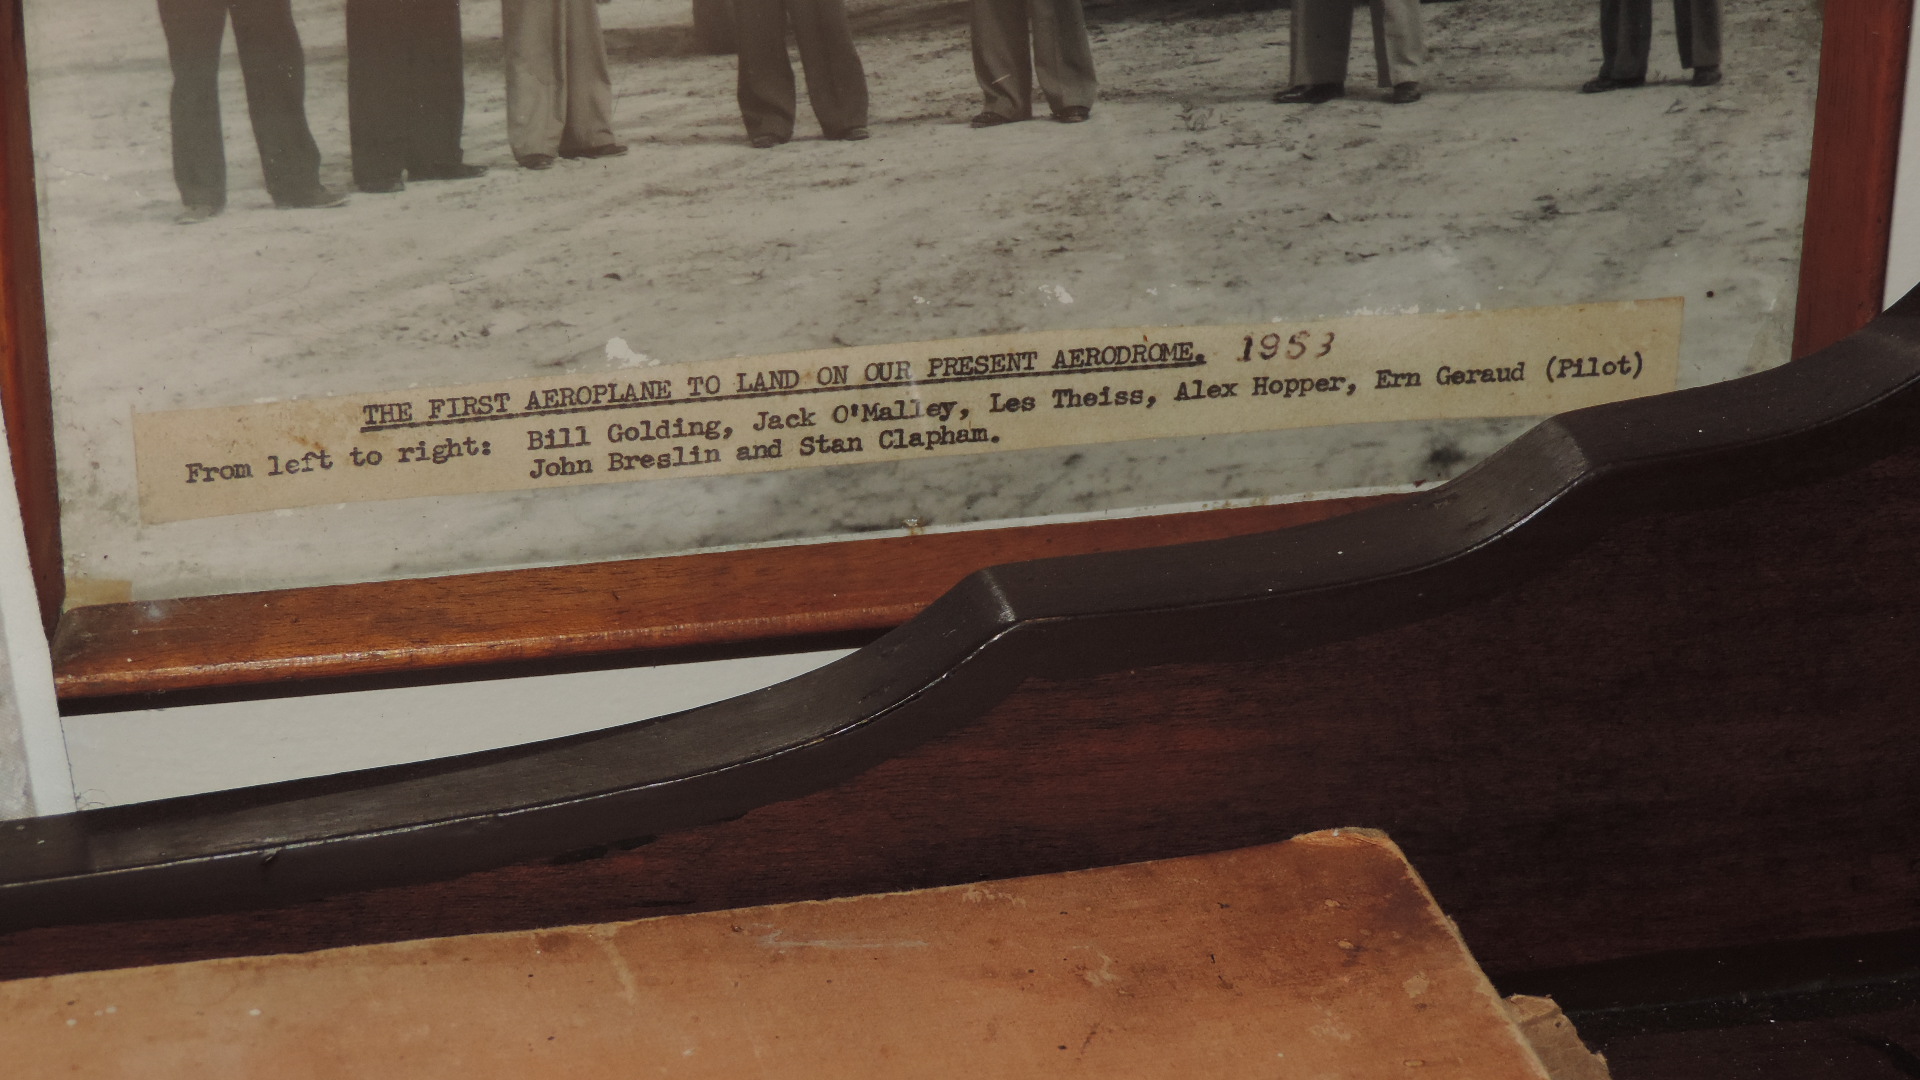 THE FIRST AEROPLANE TO LAND ON OUR PRESENT AERODROME. 1953
From left to right: Bill Golding, Jack O'Malley, Les Theiss, Alex Hopper, Ern Geraud (Pilot)
John Breslin and Stan Clapham.